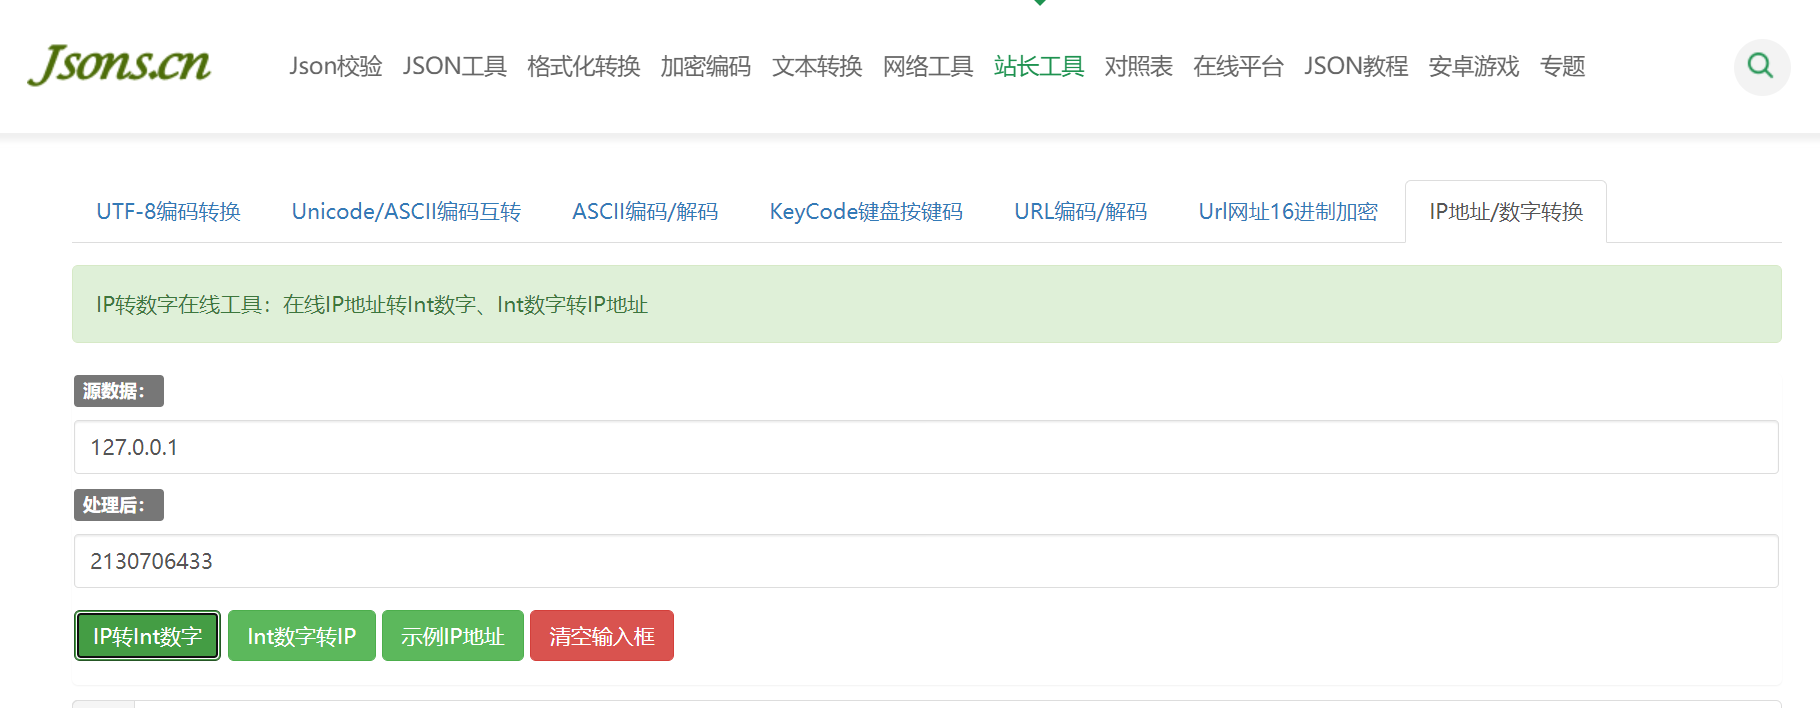 Jsons.cn
Json校验 JSON工具 格式化转换 加密编码 文本转换 网络工具 站长工具 对照表 在线平台 JSON教程 安卓游戏 专题
UTF-8编码转换 Unicode/ASCII编码互转 ASCII编码/解码 KeyCode键盘按键码 URL编码/解码 Url网址16进制加密 IP地址/数字转换
IP转数字在线工具：在线IP地址转Int数字、Int数字转IP地址
源数据：
127.0.0.1
处理后：
2130706433
IP转Int数字 Int数字转IP 示例IP地址 清空输入框